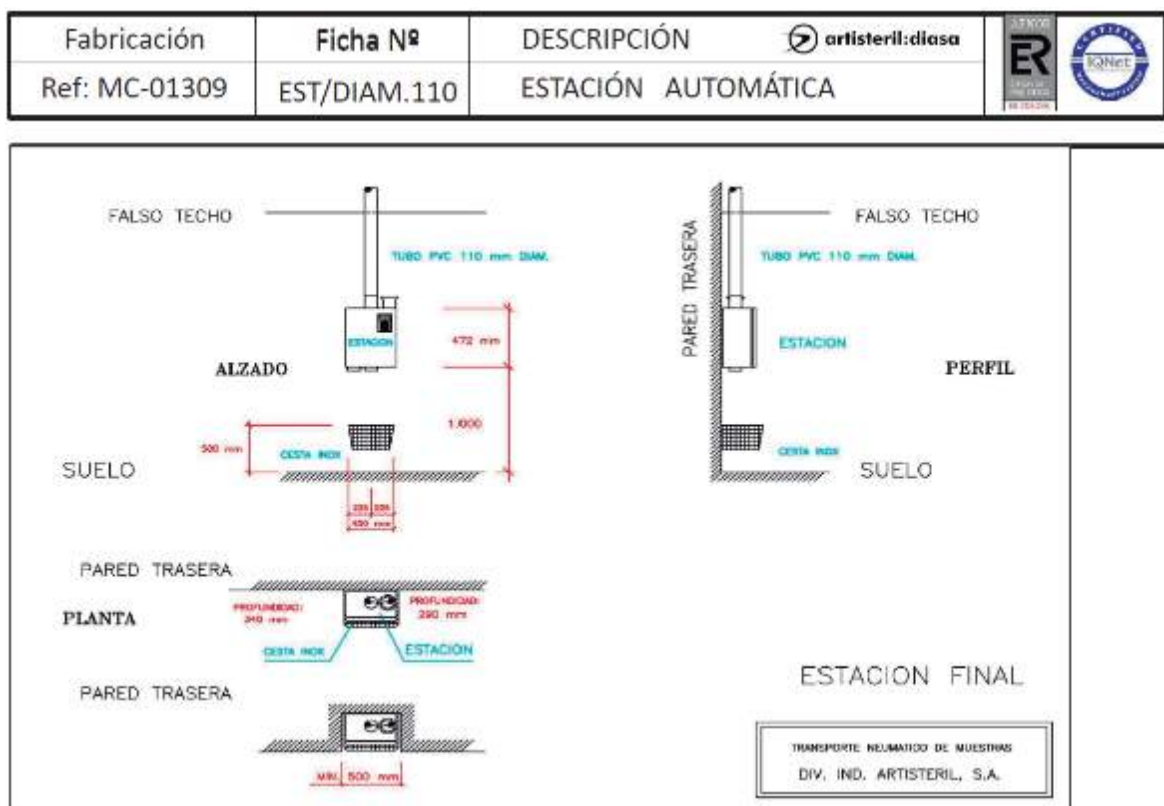 Fabricación
Ficha Nº
DESCRIPCIÓN
artisteril:diasa
Ref: MC-01309
EST/DIAM.110
ESTACIÓN AUTOMÁTICA
ER
IQNet
FALSO TECHO
TUBO PVC 110 mm DIAM.
ESTACION
472 mm
ALZADO
1.000
500 mm
CESTA INOX
SUELO
450 mm
PARED TRASERA
FALSO TECHO
TUBO PVC 110 mm DIAM.
ESTACION
PERFIL
CESTA INOX
SUELO
PARED TRASERA
PLANTA
PROFUNDIDAD:
340 mm
PROFUNDIDAD:
290 mm
CESTA INOX
ESTACION
PARED TRASERA
MIN. 500 mm
ESTACION FINAL
TRANSPORTE NEUMATICO DE MUESTRAS
DIV. IND. ARTISTERIL, S.A.